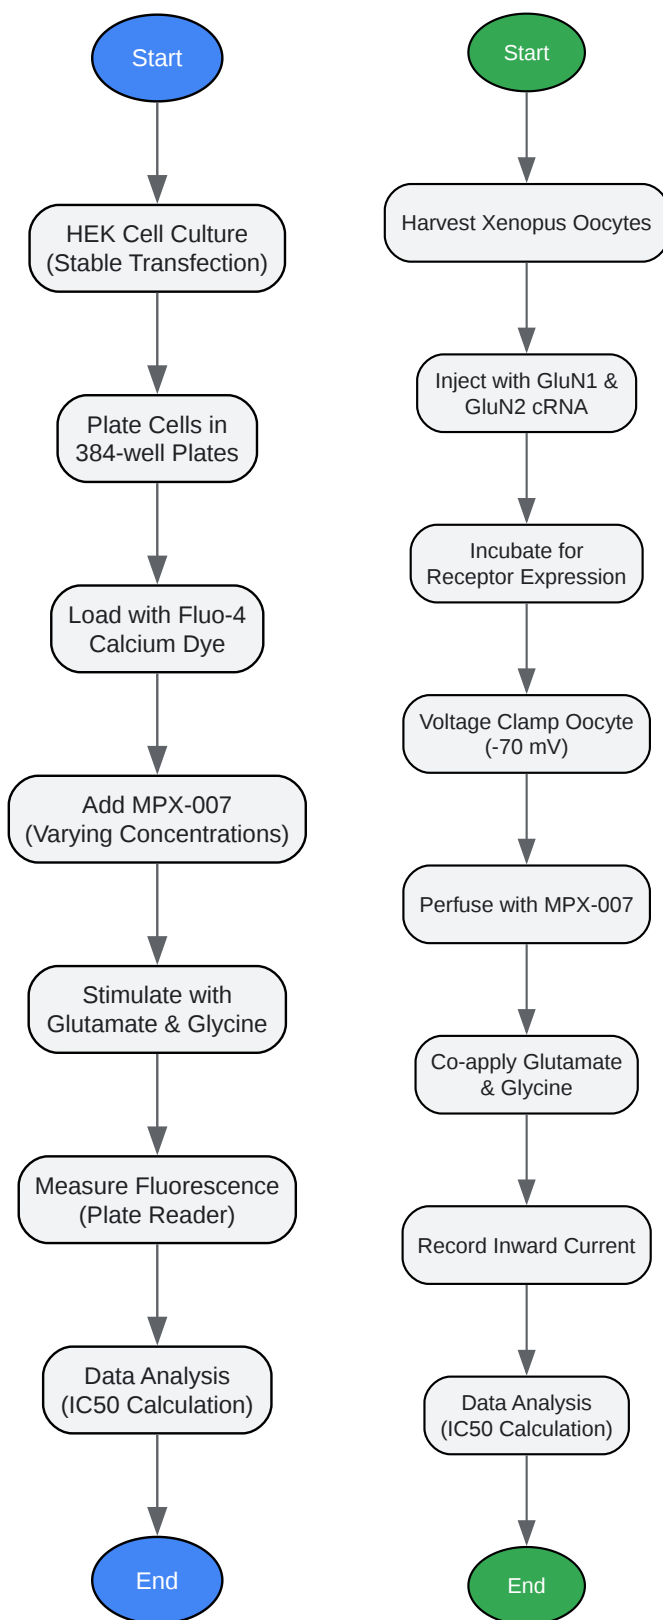 Start
HEK Cell Culture
(Stable Transfection)
Plate Cells in
384-well Plates
Load with Fluo-4
Calcium Dye
Add MPX-007
(Varying Concentrations)
Stimulate with
Glutamate & Glycine
Measure Fluorescence
(Plate Reader)
Data Analysis
(IC50 Calculation)
End
Start
Harvest Xenopus Oocytes
Inject with GluN1 &
GluN2 cRNA
Incubate for
Receptor Expression
Voltage Clamp Oocyte
(-70 mV)
Perfuse with MPX-007
Co-apply Glutamate
& Glycine
Record Inward Current
Data Analysis
(IC50 Calculation)
End